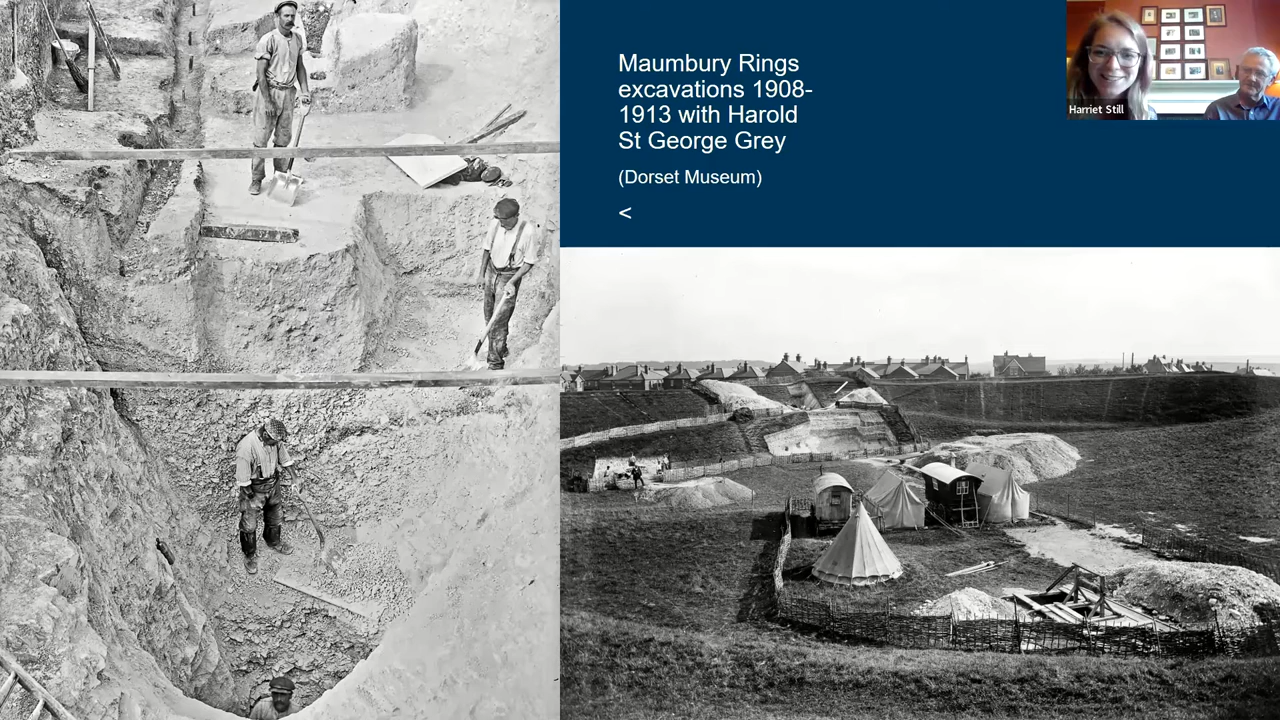 Maumbury Rings
excavations 1908-
1913 with Harold
St George Grey
(Dorset Museum)
<
Harriet Still